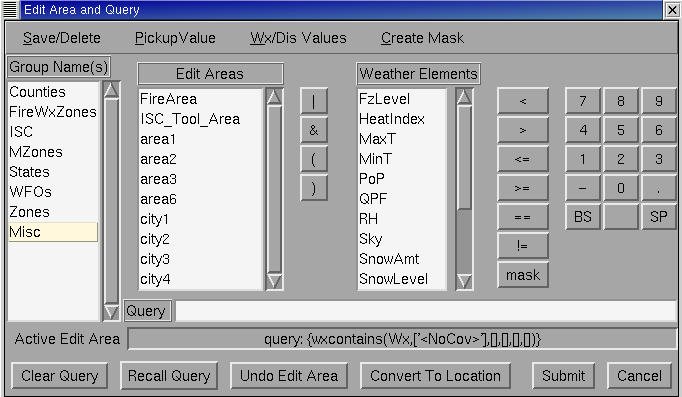 Edit Area and Query
Save/Delete PickupValue Wx/Dis Values Create Mask
Group Name(s)
Counties
FireWxZones
ISC
MZones
States
WFOs
Zones
Misc
Edit Areas
FireArea
ISC_Tool_Area
area1
area2
area3
area6
city1
city2
city3
city4
|
&
(
)
Weather Elements
FzLevel
HeatIndex
MaxT
MinT
PoP
QPF
RH
Sky
SnowAmt
SnowLevel
<
>
<=
>=
==
!=
mask
7 8 9
4 5 6
1 2 3
– 0 .
BS SP
Query
Active Edit Area query: {wxcontains(Wx,['<NoCov>'],[],[],[],[])}
Clear Query Recall Query Undo Edit Area Convert To Location Submit Cancel